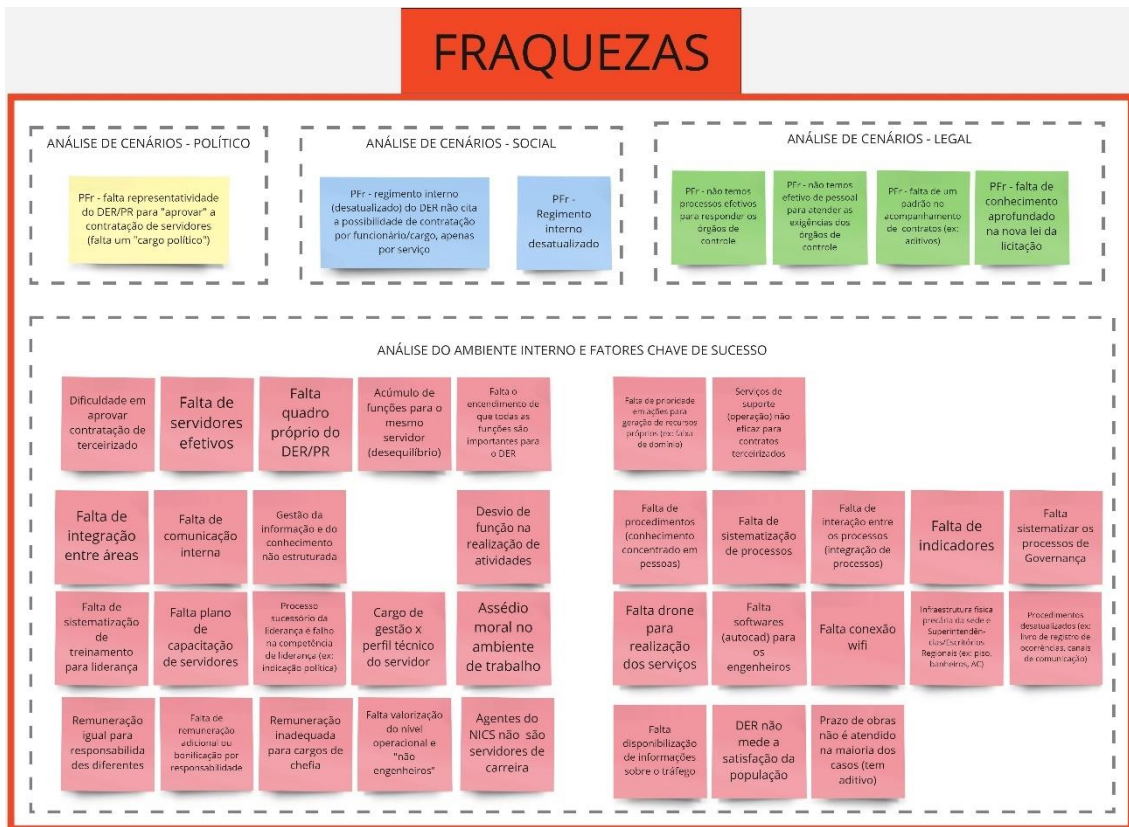 FRAQUEZAS
ANÁLISE DE CENÁRIOS - POLÍTICO
PFr - falta representatividade
do DER/PR para "aprovar" a
contratação de servidores
(falta um "cargo político")
ANÁLISE DE CENÁRIOS - SOCIAL
PFr - regimento interno
(desatualizado) do DER não cita
a possibilidade de contratação
por funcionário/cargo, apenas
por serviço
PFr -
Regimento
interno
desatualizado
ANÁLISE DE CENÁRIOS - LEGAL
PFr - não temos
processos efetivos
para responder os
órgãos de
controle
PFr - não temos
efetivo de pessoal
para atender as
exigências dos
órgãos de
controle
PFr - falta de um
padrão no
acompanhamento
de contratos (ex:
aditivos)
PFr - falta de
conhecimento
aprofundado
na nova lei da
licitação
ANÁLISE DO AMBIENTE INTERNO E FATORES CHAVE DE SUCESSO
Dificuldade em
aprovar
contratação de
terceirizado
Falta de
servidores
efetivos
Falta
quadro
próprio do
DER/PR
Acúmulo de
funções para o
mesmo
servidor
(desequilíbrio)
Falta o
entendimento de
que todas as
funções são
importantes para
o DER
Falta de prioridade
em ações para
geração de recursos
próprios (ex: faixa
de domínio)
Serviços de
suporte
(operação) não
eficaz para
contratos
terceirizados
Falta de
integração
entre áreas
Falta de
comunicação
interna
Gestão da
informação e do
conhecimento
não estruturada
Desvio de
função na
realização de
atividades
Falta de
procedimentos
(conhecimento
concentrado em
pessoas)
Falta de
sistematização
de processos
Falta de
interação entre
os processos
(integração de
processos)
Falta de
indicadores
Falta
sistematizar os
processos de
Governança
Falta de
sistematização
de
treinamento
para liderança
Falta plano
de
capacitação
de servidores
Processo
sucessório da
liderança e falho
na competência
de liderança (ex:
indicação política)
Cargo de
gestão x
perfil técnico
do servidor
Assédio
moral no
ambiente
de trabalho
Falta drone
para
realização
dos serviços
Falta
softwares
(autocad) para
os
engenheiros
Falta conexão
wifi
Infraestrutura física
precária da sede e
Superintendên-
cias/Escritórios
Regionais (ex: piso,
banheiros, AC)
Procedimentos
desatualizados (ex:
livro de registro de
ocorrências, canais
de comunicação)
Remuneração
igual para
responsabilida
des diferentes
Falta de
remuneração
adicional ou
bonificação por
responsabilidade
Remuneração
inadequada
para cargos de
chefia
Falta valorização
do nível
operacional e
"não
engenheiros"
Agentes do
NICS não são
servidores de
carreira
Falta
disponibilização
de informações
sobre o tráfego
DER não
mede a
satisfação da
população
Prazo de obras
não é atendido
na maioria dos
casos (tem
aditivo)